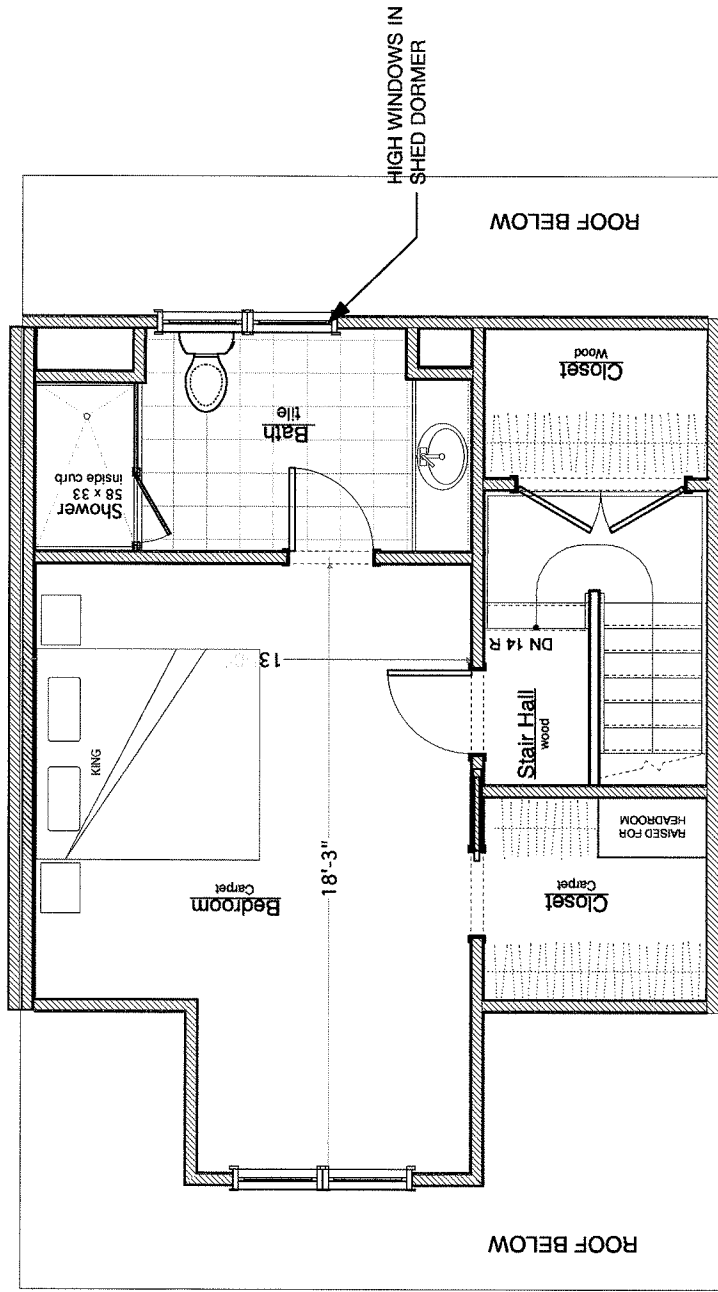 HIGH WINDOWS IN
SHED DORMER
ROOF BELOW
Shower
58 x 33
inside curb
Bath
tile
Closet
Wood
KING
13'
DN 14 R
Stair Hall
wood
18'-3"
Bedroom
Carpet
Closet
Carpet
RAISED FOR
HEADROOM
ROOF BELOW